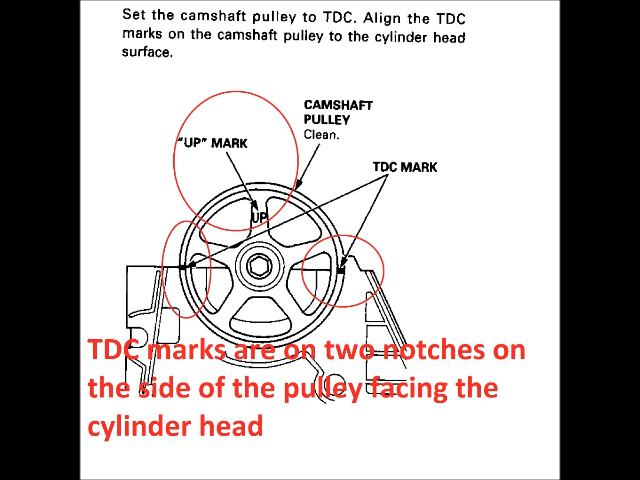 Set the camshaft pulley to TDC. Align the TDC
marks on the camshaft pulley to the cylinder head
surface.
CAMSHAFT
PULLEY
Clean.
"UP" MARK
TDC MARK
UP
TDC marks are on two notches on
the side of the pulley facing the
cylinder head